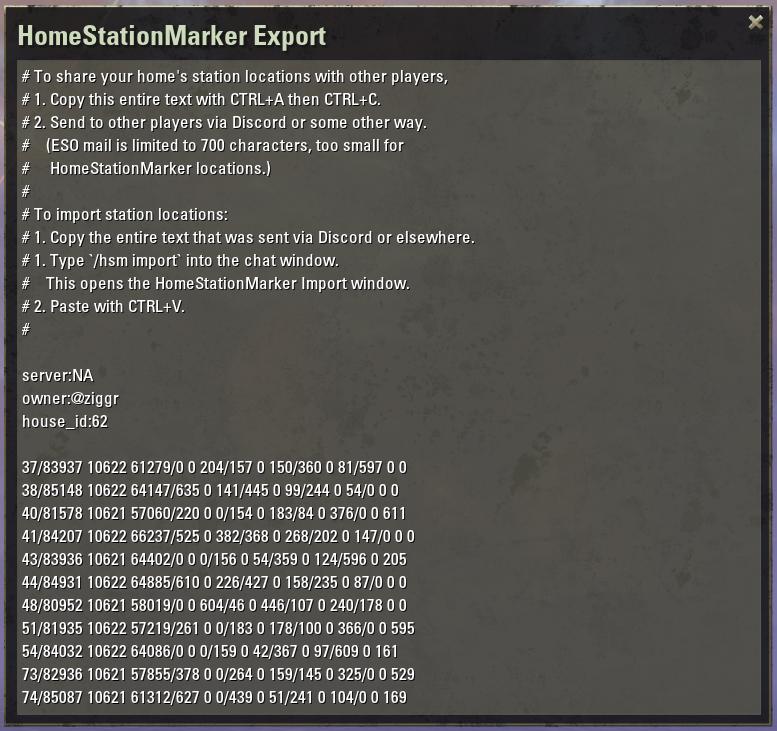 HomeStationMarker Export
# To share your home's station locations with other players,
# 1. Copy this entire text with CTRL+A then CTRL+C.
# 2. Send to other players via Discord or some other way.
#    (ESO mail is limited to 700 characters, too small for
#     HomeStationMarker locations.)
#
# To import station locations:
# 1. Copy the entire text that was sent via Discord or elsewhere.
# 1. Type `/hsm import` into the chat window.
#    This opens the HomeStationMarker Import window.
# 2. Paste with CTRL+V.
#
server:NA
owner:@ziggr
house_id:62
37/83937 10622 61279/0 0 204/157 0 150/360 0 81/597 0 0
38/85148 10622 64147/635 0 141/445 0 99/244 0 54/0 0 0
40/81578 10621 57060/220 0 0/154 0 183/84 0 376/0 0 611
41/84207 10622 66237/525 0 382/368 0 268/202 0 147/0 0 0
43/83936 10621 64402/0 0 0/156 0 54/359 0 124/596 0 205
44/84931 10622 64885/610 0 226/427 0 158/235 0 87/0 0 0
48/80952 10621 58019/0 0 604/46 0 446/107 0 240/178 0 0
51/81935 10622 57219/261 0 0/183 0 178/100 0 366/0 0 595
54/84032 10622 64086/0 0 0/159 0 42/367 0 97/609 0 161
73/82936 10621 57855/378 0 0/264 0 159/145 0 325/0 0 529
74/85087 10621 61312/627 0 0/439 0 51/241 0 104/0 0 169